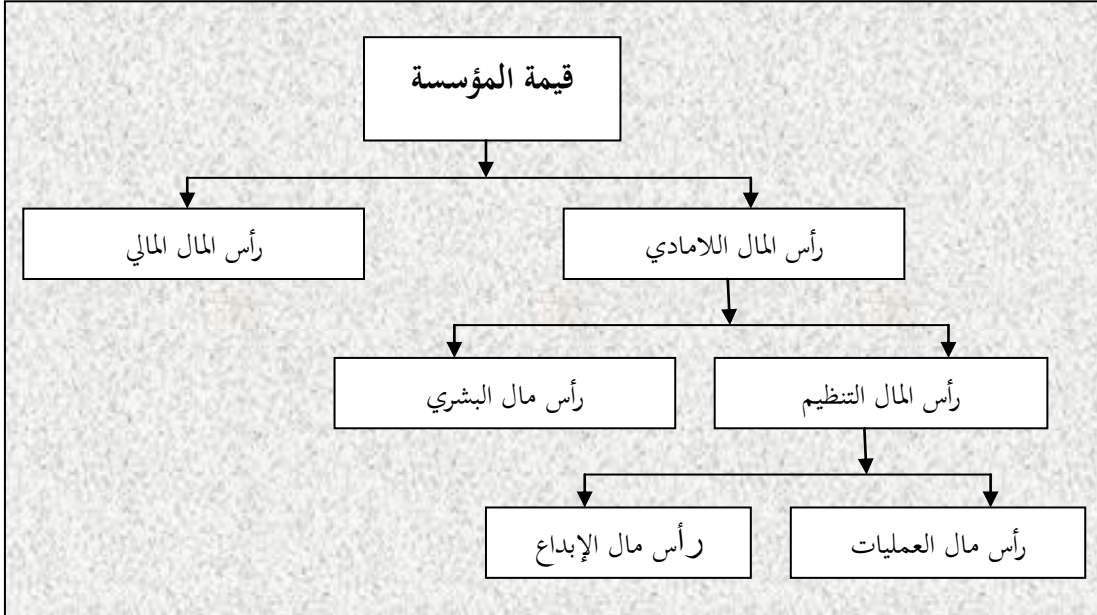 قيمة المؤسسة
رأس المال اللامادي
رأس المال المالي
رأس المال التنظيم
رأس مال البشري
رأس مال العمليات
رأس مال الإبداع